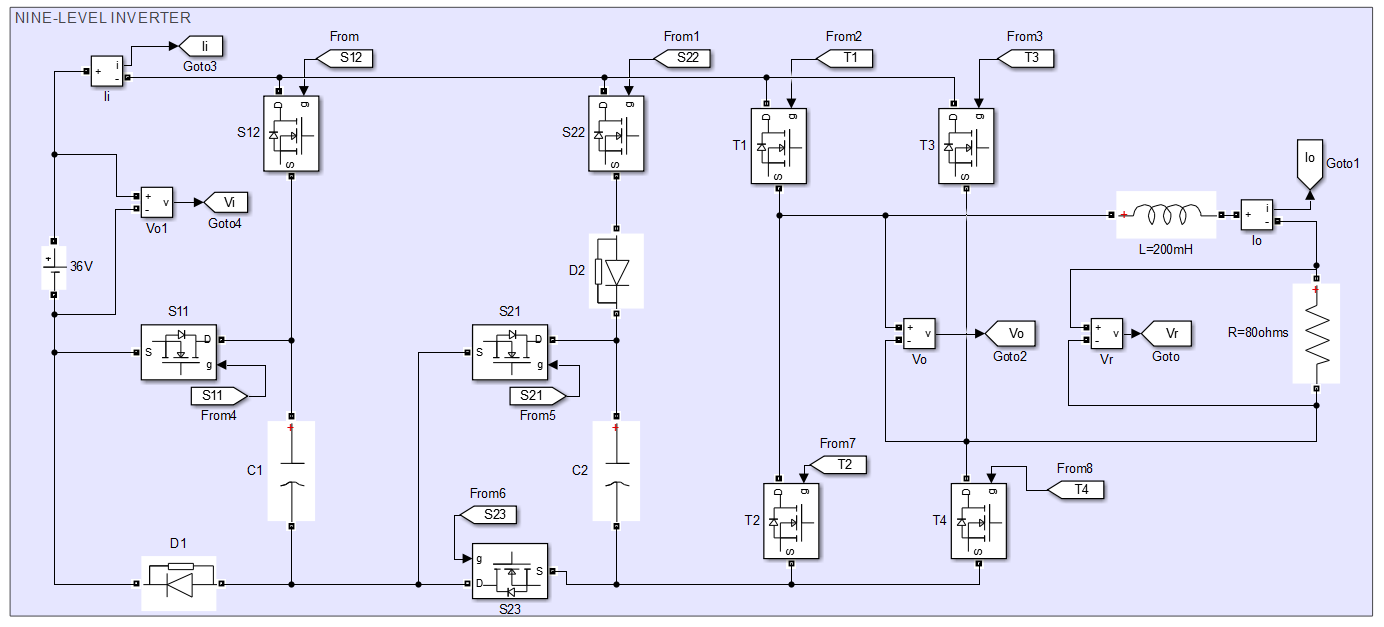 NINE-LEVEL INVERTER
From
From1
From2
From3
Ii
S12
S22
T1
T3
Goto3
i
+
-
Ii
D
g
S12
S
D
g
S22
S
D
g
T1
S
D
g
T3
S
Io
Goto1
+
-
v
Vo1
Vi
Goto4
+
L=200mH
+
i
-
Io
+
36V
D2
S11
S
D
g
S21
S
D
g
+
-
v
Vo
Vo
Goto2
+
-
v
Vr
Vr
Goto
+
R=80ohms
S11
From4
S21
From5
+
C1
+
C2
From7
T2
From8
T4
From6
S23
D
g
T2
S
D
g
T4
S
D1
g
D
S
S23